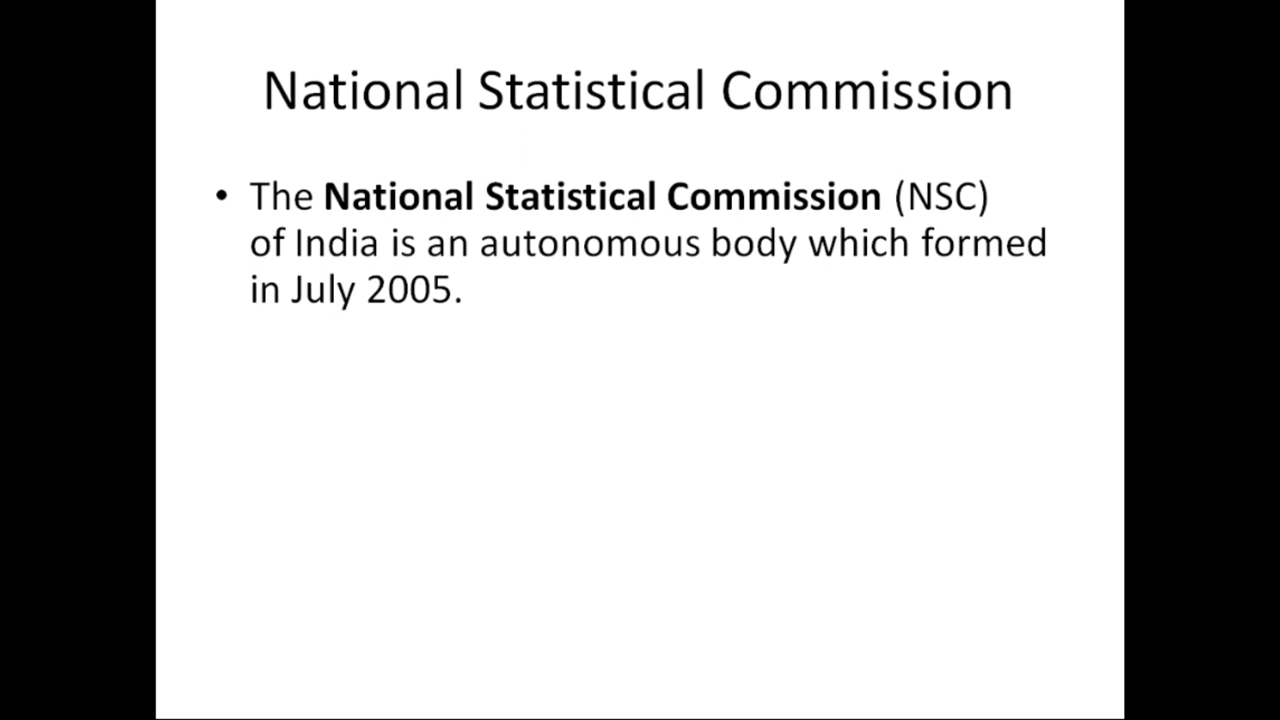 National Statistical Commission
• The National Statistical Commission (NSC)
of India is an autonomous body which formed
in July 2005.